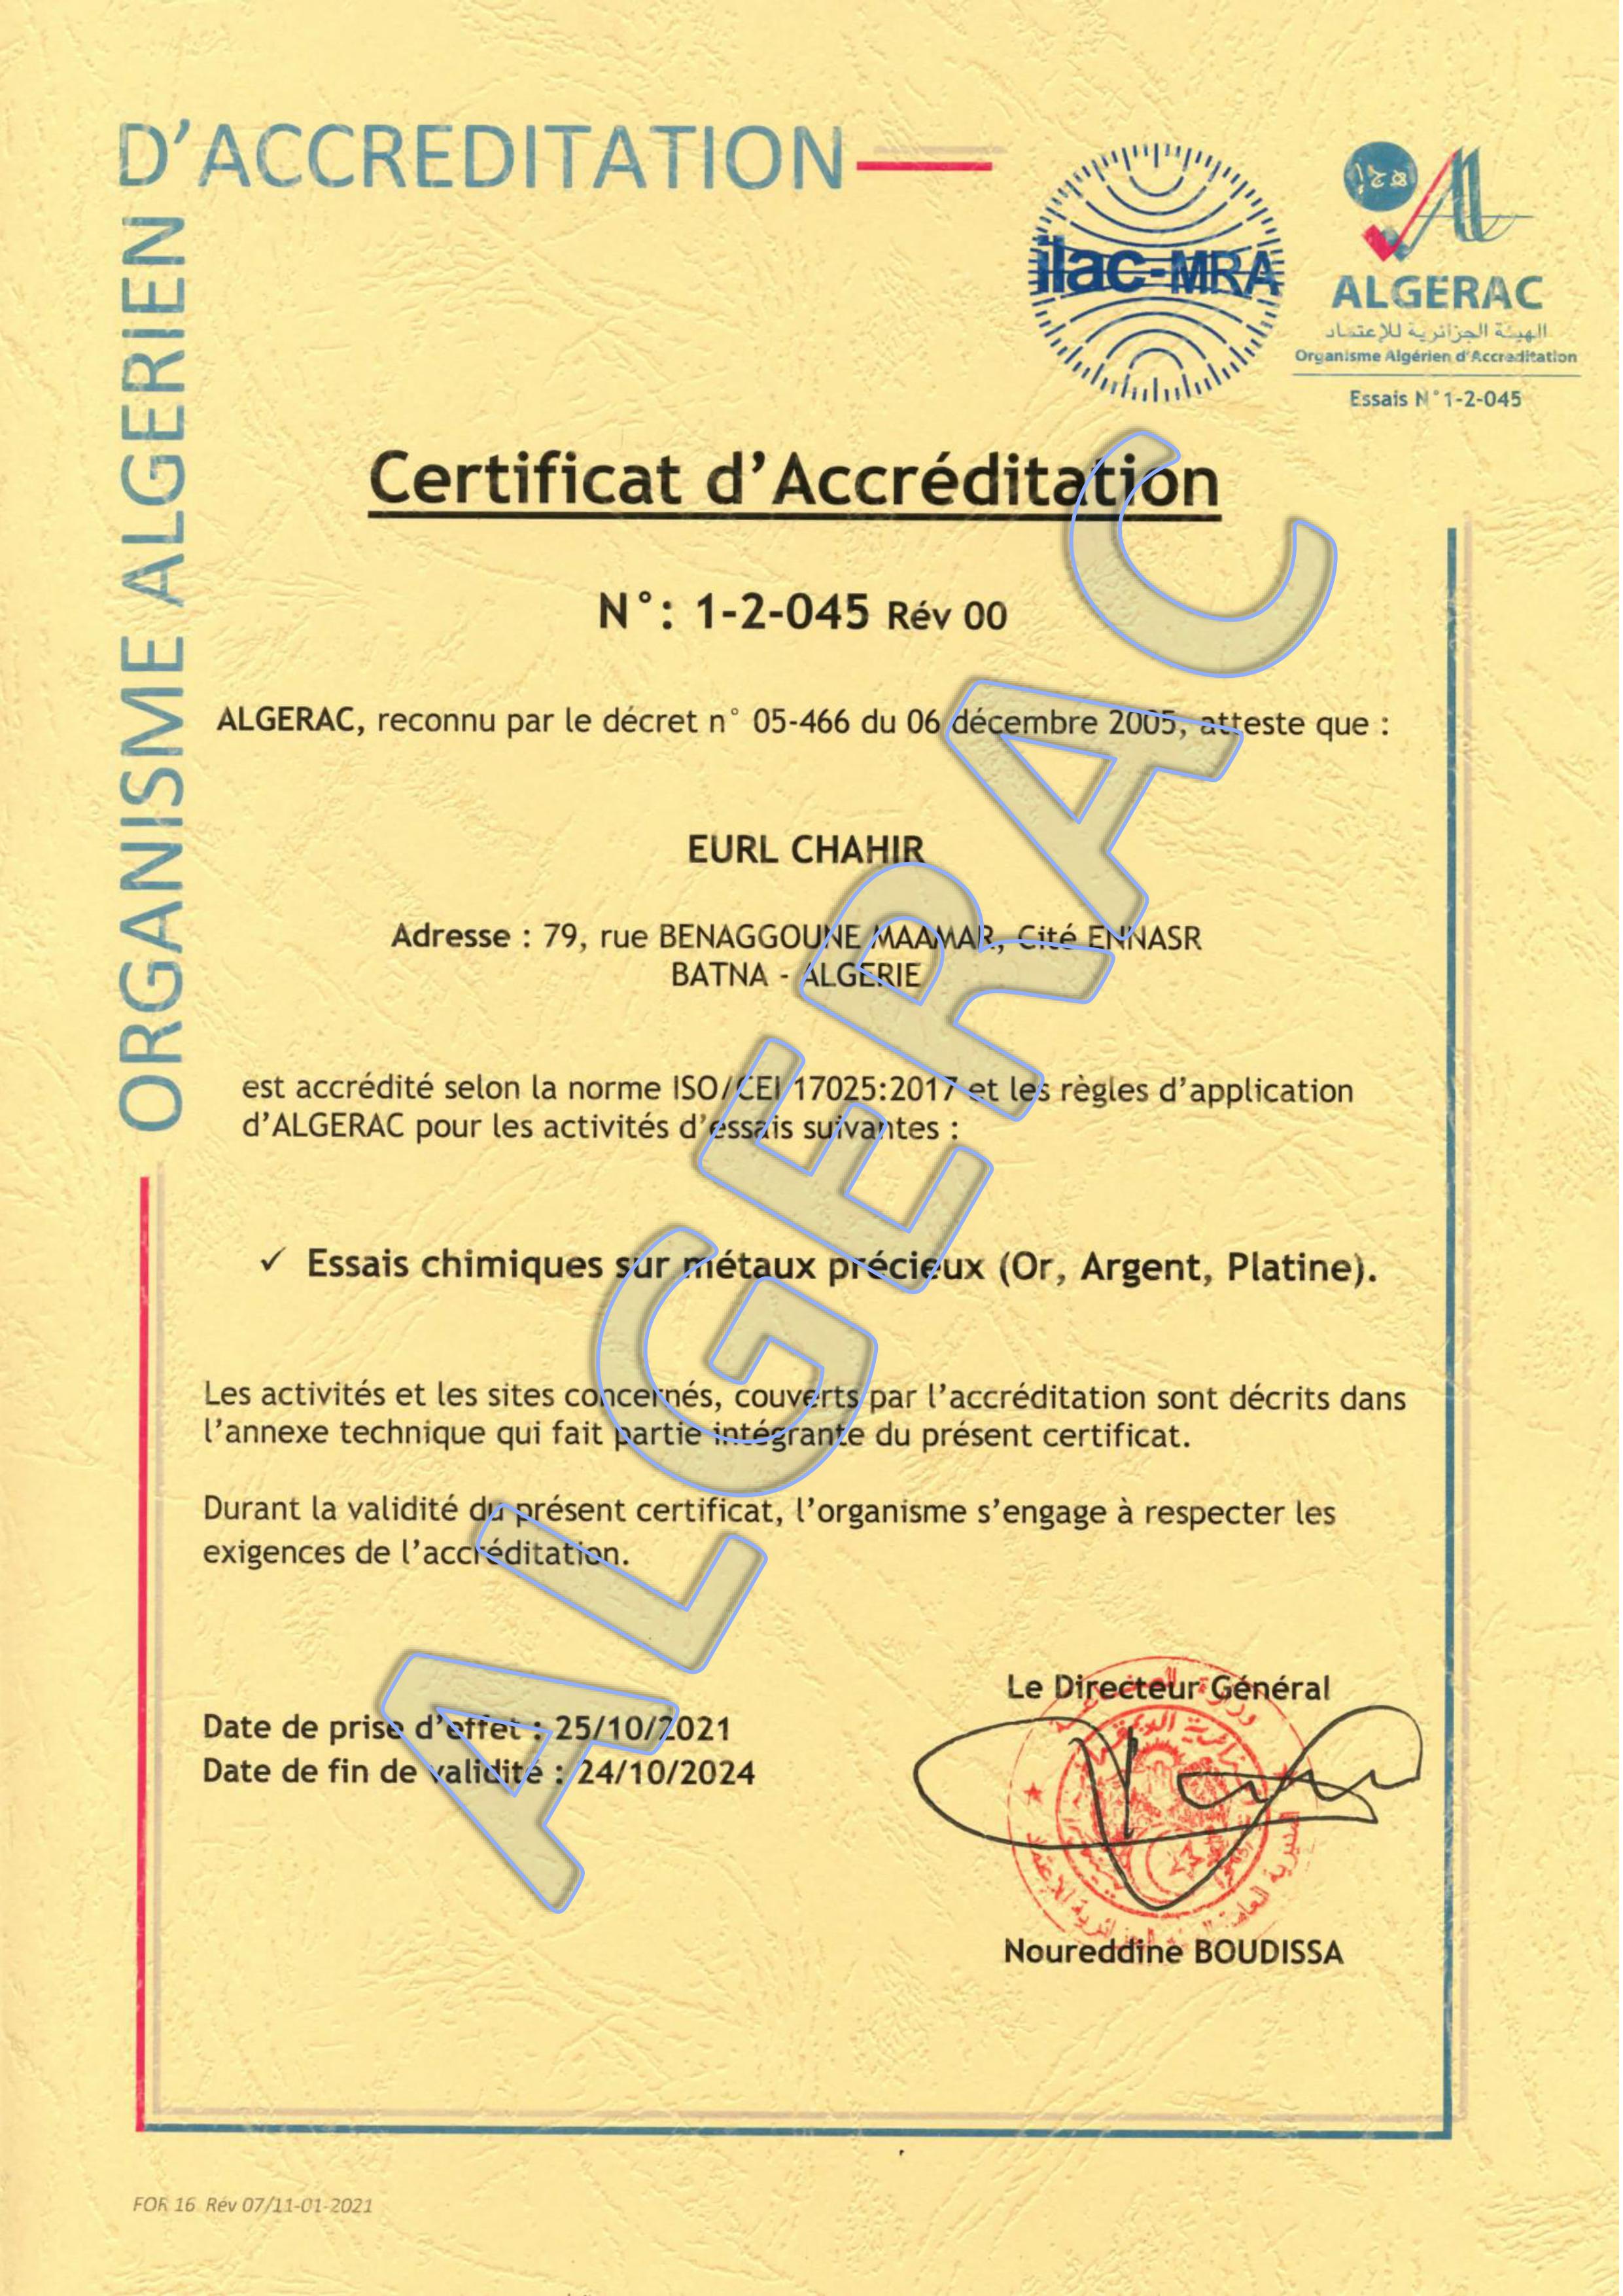 ORGANISME ALGERIEN
D'ACCREDITATION
ilac-MRA
ALGERAC
الهيئة الجزائرية للإعتماد
Organisme Algérien d'Accreditation
Essais N°1-2-045
Certificat d'Accréditation
N°: 1-2-045 Rév 00
ALGERAC, reconnu par le décret n° 05-466 du 06 décembre 2005, atteste que :
EURL CHAHIR
Adresse : 79, rue BENAGGOUNE MAAMAR, Cité ENNASR
BATNA - ALGERIE
est accrédité selon la norme ISO/CEI 17025:2017 et les règles d'application
d'ALGERAC pour les activités d'essais suivantes :
✓ Essais chimiques sur métaux précieux (Or, Argent, Platine).
Les activités et les sites concernés, couverts par l'accréditation sont décrits dans
l'annexe technique qui fait partie intégrante du présent certificat.
Durant la validité du présent certificat, l'organisme s'engage à respecter les
exigences de l'accréditation.
Date de prise d'effet : 25/10/2021
Date de fin de validité : 24/10/2024
Le Directeur Général
Noureddine BOUDISSA
FOR 16 Rév 07/11-01-2021
ALGERAC